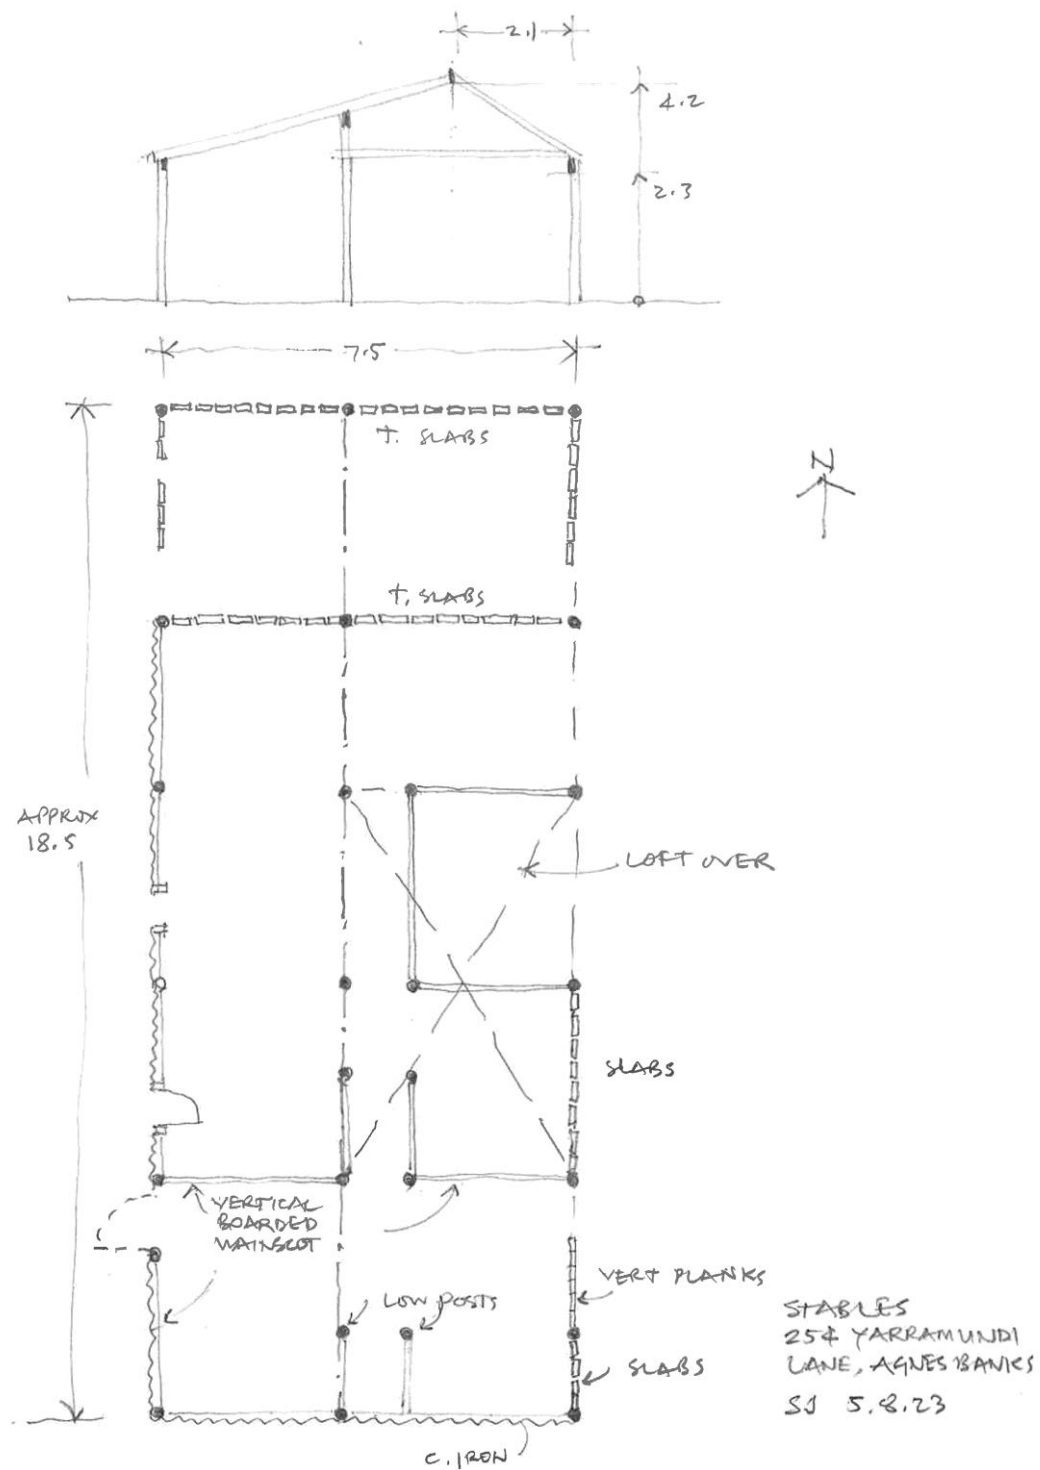 2.1
4.2
2.3
7.5
T. SLABS
N
T. SLABS
APPROX
18.5
LOFT OVER
SLABS
VERTICAL
BOARDED
WAINSCOT
VERT PLANKS
LOW POSTS
STABLES
254 YARRAMUNDI
LANE, AGNES BANKS
SJ 5.8.23
SLABS
C. IRON